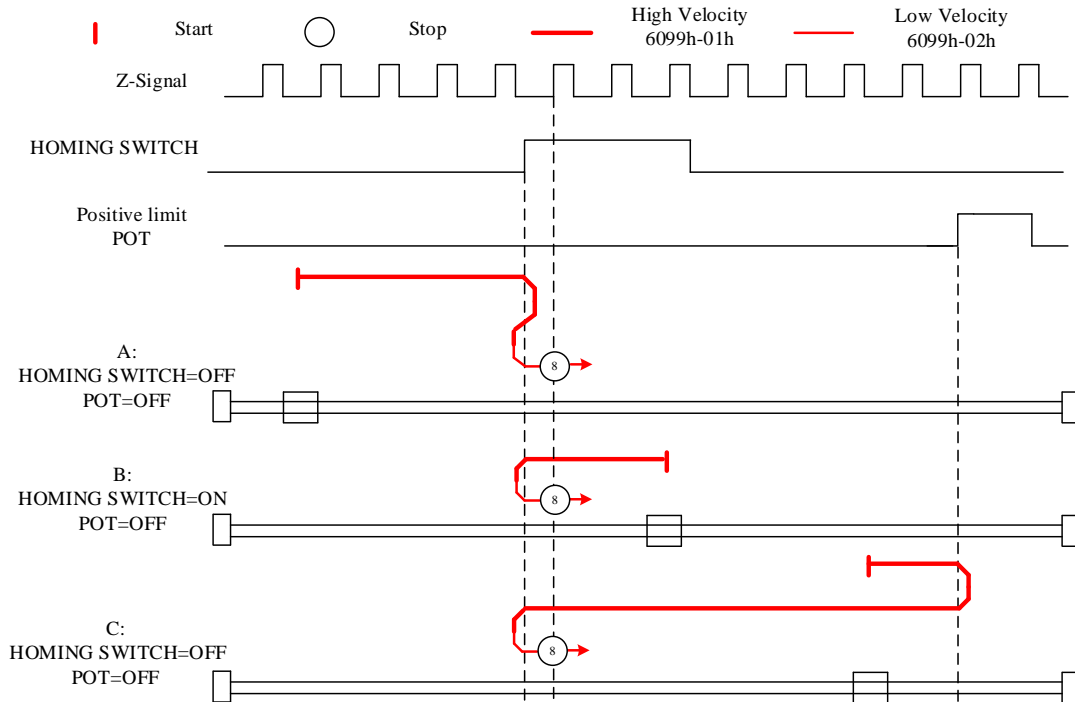 Start
Stop
High Velocity
6099h-01h
Low Velocity
6099h-02h
Z-Signal
HOMING SWITCH
Positive limit
POT
8
A:
HOMING SWITCH=OFF
POT=OFF
B:
HOMING SWITCH=ON
POT=OFF
8
C:
HOMING SWITCH=OFF
POT=OFF
8